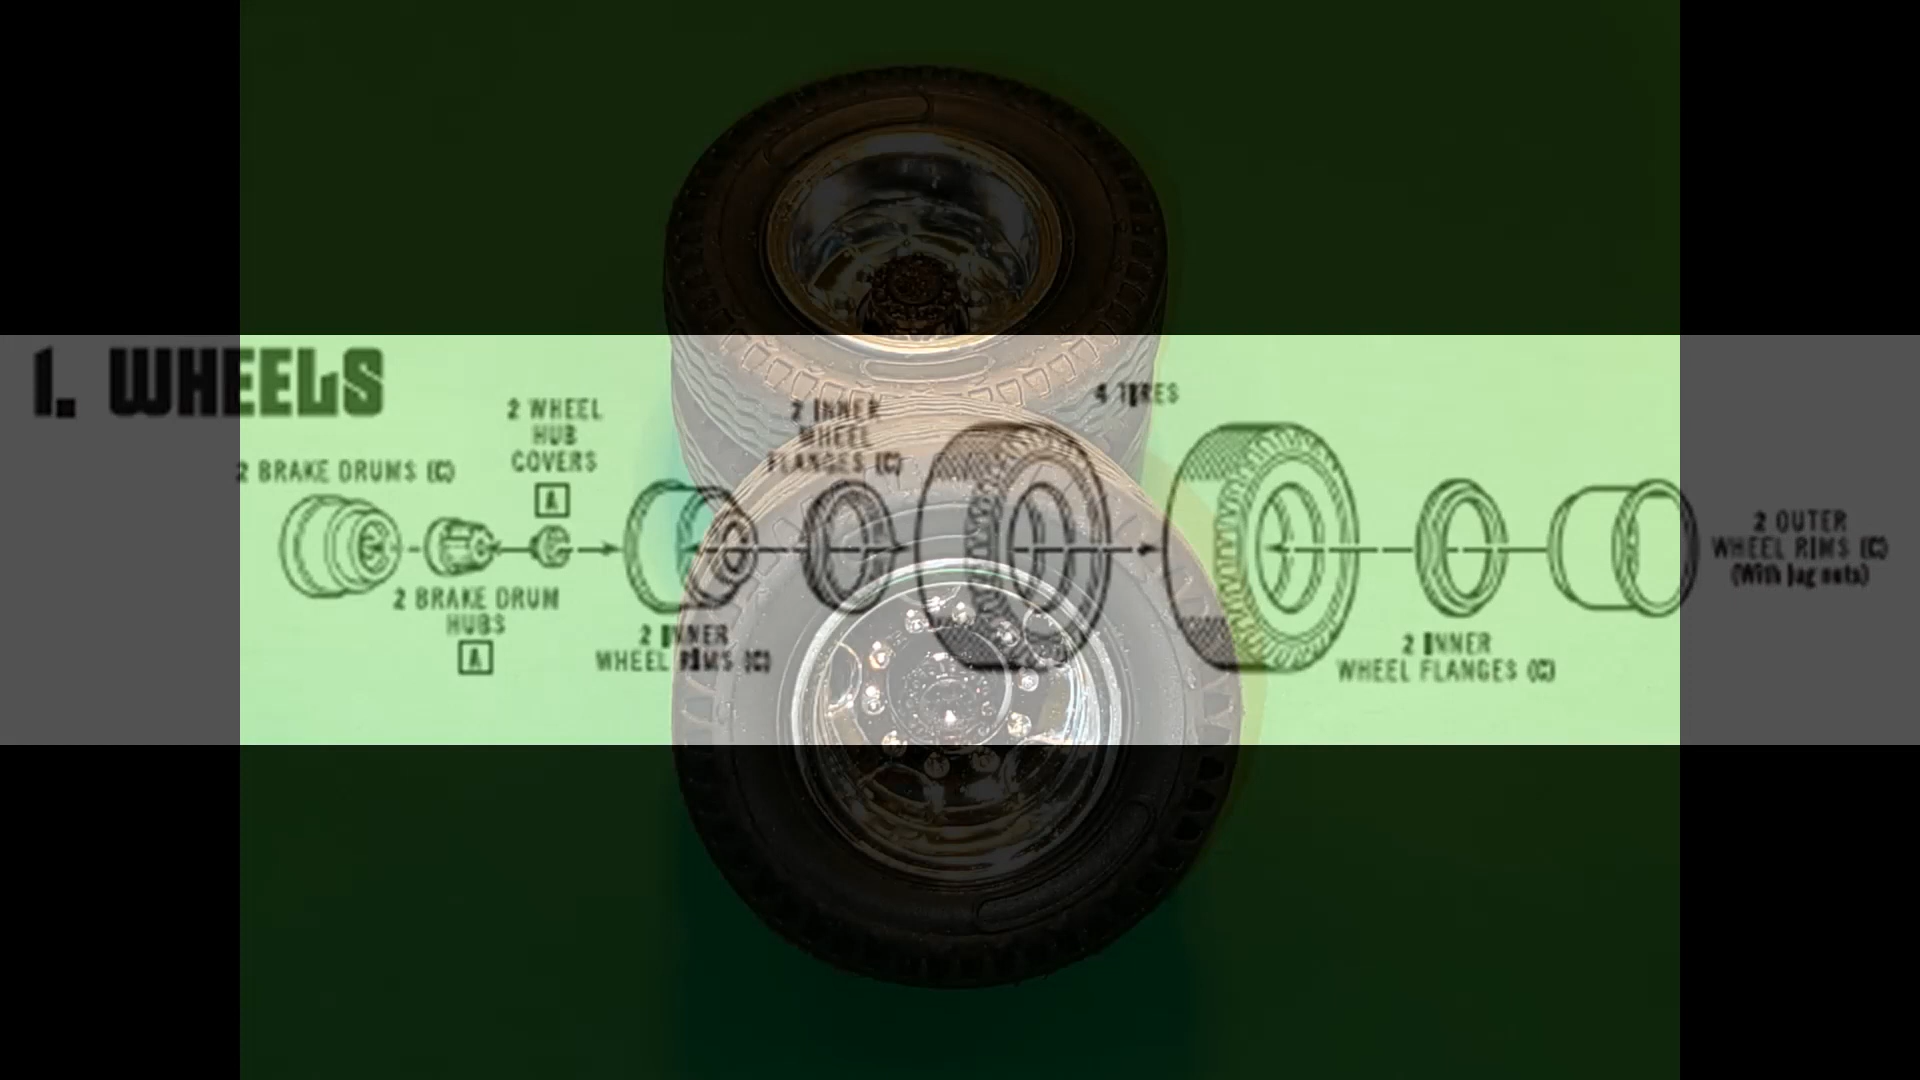 1. WHEELS
2 BRAKE DRUMS (C)
2 WHEEL
HUB
COVERS
A
2 BRAKE DRUM
HUBS
A
2 INNER
WHEEL RIMS (C)
2 INNER
WHEEL
FLANGES (C)
4 TIRES
2 INNER
WHEEL FLANGES (C)
2 OUTER
WHEEL RIMS (C)
(With lug nuts)